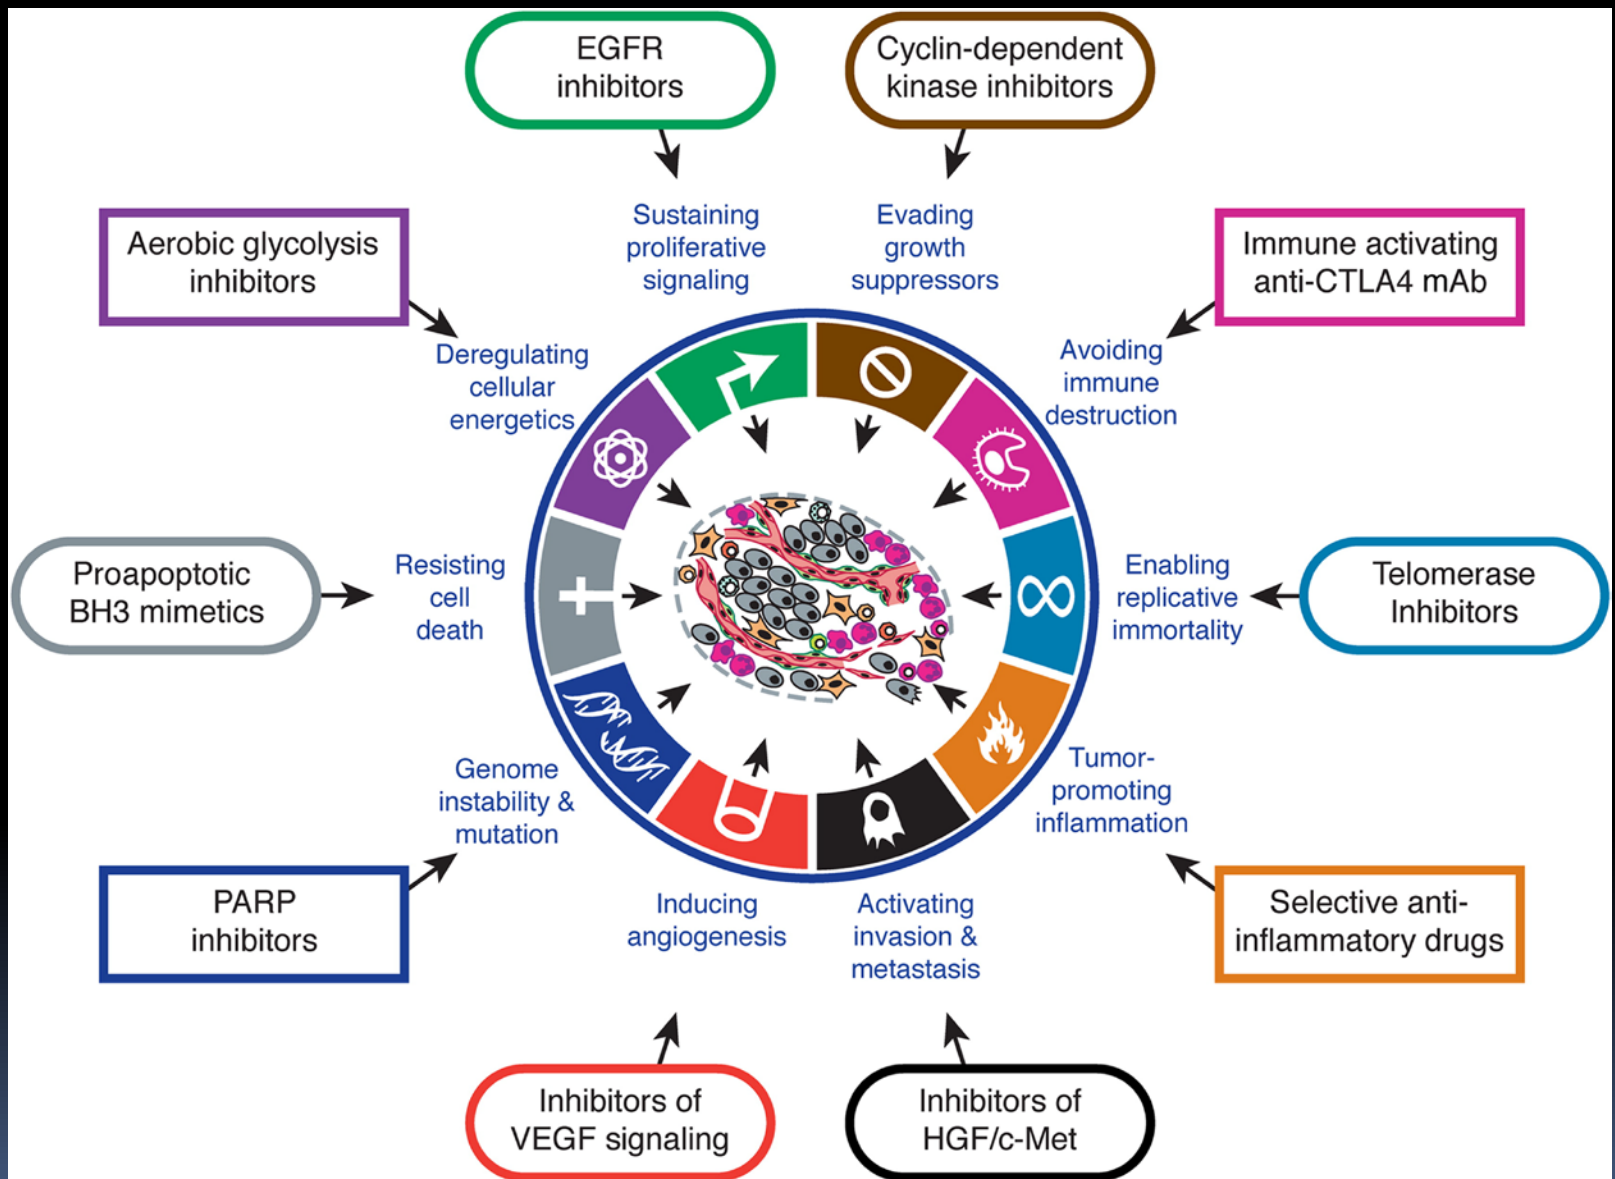 EGFR
inhibitors
Cyclin-dependent
kinase inhibitors
Sustaining
proliferative
signaling
Evading
growth
suppressors
Aerobic glycolysis
inhibitors
Immune activating
anti-CTLA4 mAb
Deregulating
cellular
energetics
Avoiding
immune
destruction
Proapoptotic
BH3 mimetics
Resisting
cell
death
Enabling
replicative
immortality
Telomerase
Inhibitors
Genome
instability &
mutation
Tumor-
promoting
inflammation
PARP
inhibitors
Inducing
angiogenesis
Activating
invasion &
metastasis
Selective anti-
inflammatory drugs
Inhibitors of
VEGF signaling
Inhibitors of
HGF/c-Met